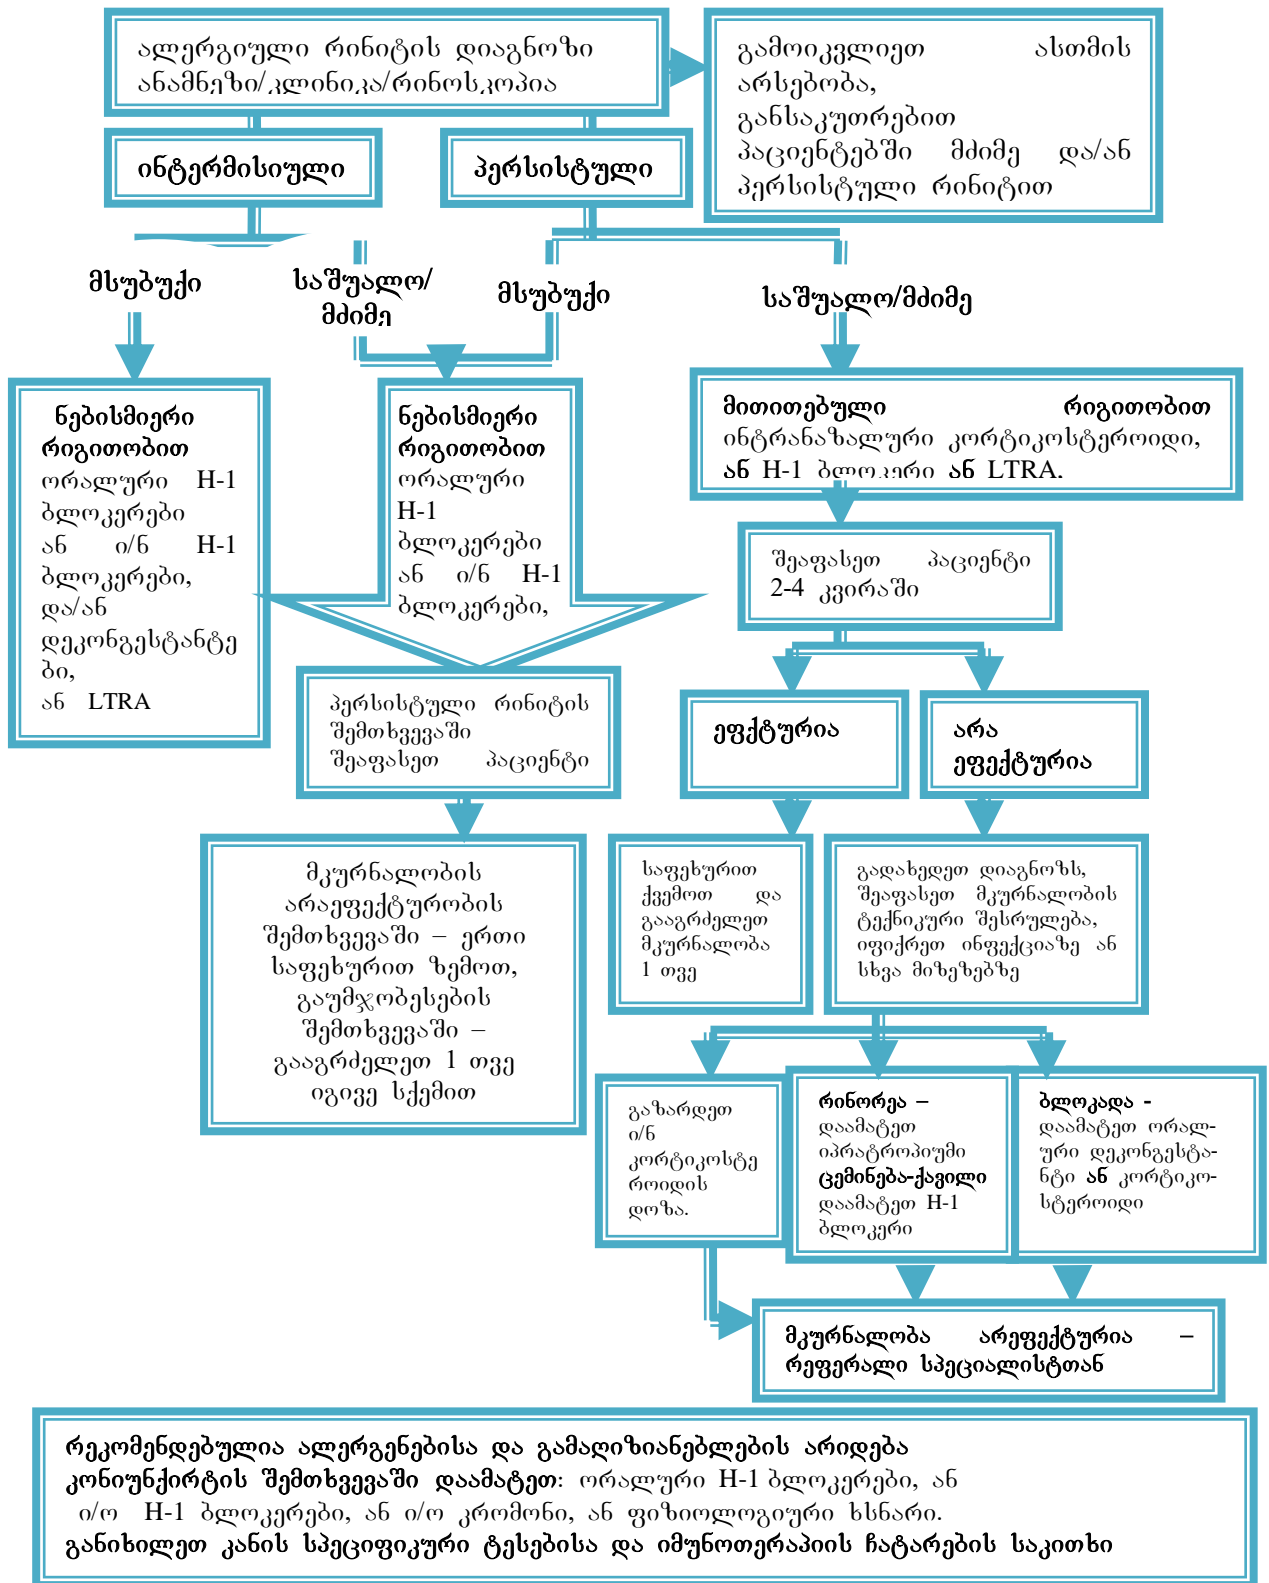 ალერგიული რინიტის დიაგნოზი
ანამნეზი/კლინიკა/რინოსკოპია
გამოიკვლიეთ ასთმის
არსებობა,
განსაკუთრებით
პაციენტებში მძიმე და/ან
პერსისტული რინიტით
ინტერმისიული
პერსისტული
მსუბუქი
საშუალო/
მძიმე
მსუბუქი
საშუალო/მძიმე
ნებისმიერი
რიგითობით
ორალური H-1
ბლოკერები
ან ი/ნ H-1
ბლოკერები,
და/ან
დეკონგესტანტე
ბი,
ან LTRA
ნებისმიერი
რიგითობით
ორალური
H-1
ბლოკერები
ან ი/ნ H-1
ბლოკერები,
მითითებული რიგითობით
ინტრანაზალური კორტიკოსტეროიდი,
ან H-1 ბლოკერი ან LTRA.
შეაფასეთ პაციენტი
2-4 კვირაში
პერსისტული რინიტის
შემთხვევაში
შეაფასეთ პაციენტი
ეფქტურია
არა
ეფექტურია
მკურნალობის
არაეფექტურობის
შემთხვევაში – ერთი
საფეხურით ზემოთ,
გაუმჯობესების
შემთხვევაში –
გააგრძელეთ 1 თვე
იგივე სქემით
საფეხურით
ქვემოთ და
გააგრძელეთ
მკურნალობა
1 თვე
გადახედეთ დიაგნოზს,
შეაფასეთ მკურნალობის
ტექნიკური შესრულება,
იფიქრეთ ინფექციაზე ან
სხვა მიზეზებზე
გაზარდეთ
ი/ნ
კორტიკოსტე
როიდის
დოზა.
რინორეა –
დაამატეთ
იპრატროპიუმი
ცემინება-ქავილი
დაამატეთ H-1
ბლოკერი
ბლოკადა -
დაამატეთ ორალ-
ური დეკონგესტა-
ნტი ან კორტიკო-
სტეროიდი
მკურნალობა არეფექტურია –
რეფერალი სპეციალისტთან
რეკომენდებულია ალერგენებისა და გამაღიზიანებლების არიდება
კონიუნქირტის შემთხვევაში დაამატეთ: ორალური H-1 ბლოკერები, ან
ი/ო H-1 ბლოკერები, ან ი/ო კრომონი, ან ფიზიოლოგიური ხსნარი.
განიხილეთ კანის სპეციფიკური ტესებისა და იმუნოთერაპიის ჩატარების საკითხი